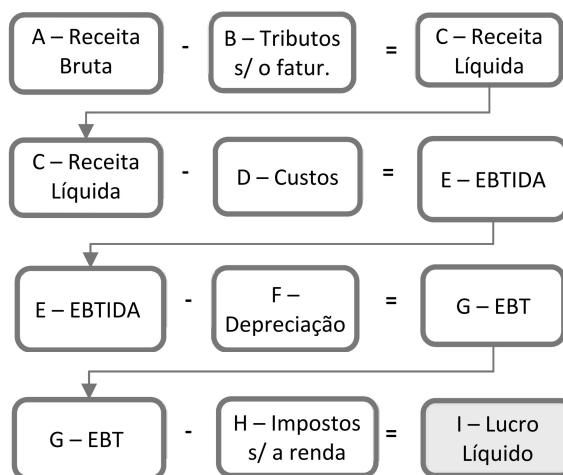 A – Receita
Bruta
-
B – Tributos
s/ o fatur.
=
C – Receita
Líquida
C – Receita
Líquida
-
D – Custos
=
E – EBTIDA
E – EBTIDA
-
F –
Depreciação
=
G – EBT
G – EBT
-
H – Impostos
s/ a renda
=
I – Lucro
Líquido